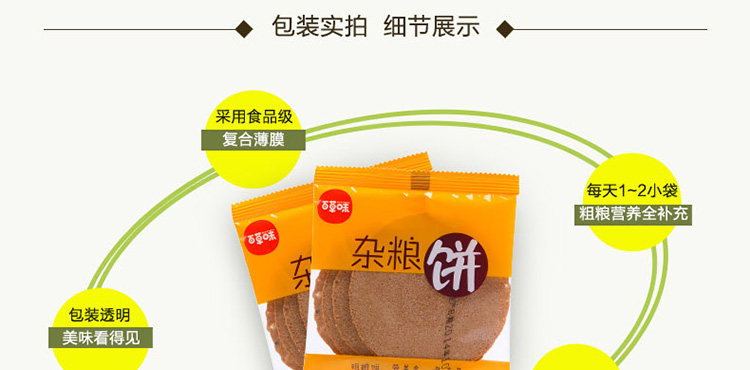 包装实拍 细节展示
采用食品级
复合薄膜
每天1~2小袋
粗粮营养全补充
百草味
百草味
杂粮饼
杂
包装透明
美味看得见